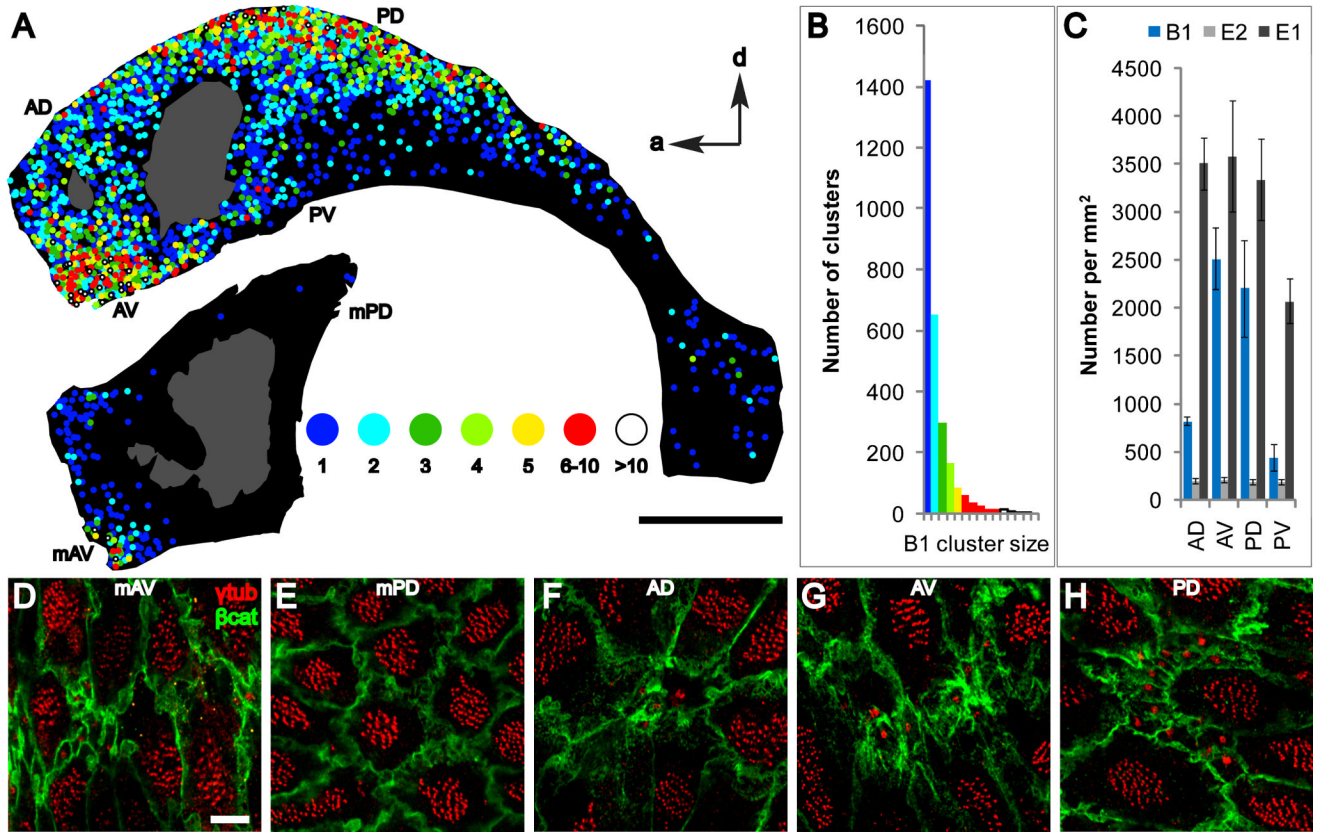 A
PD
AD
d
a
PV
AV
mPD
mAV
1 2 3 4 5 6-10 >10
B
Number of clusters
1600
1400
1200
1000
800
600
400
200
0
B1 cluster size
C
B1 E2 E1
Number per mm²
4500
4000
3500
3000
2500
2000
1500
1000
500
0
AD AV PD PV
D mAV γtub
βcat
E mPD
F AD
G AV
H PD